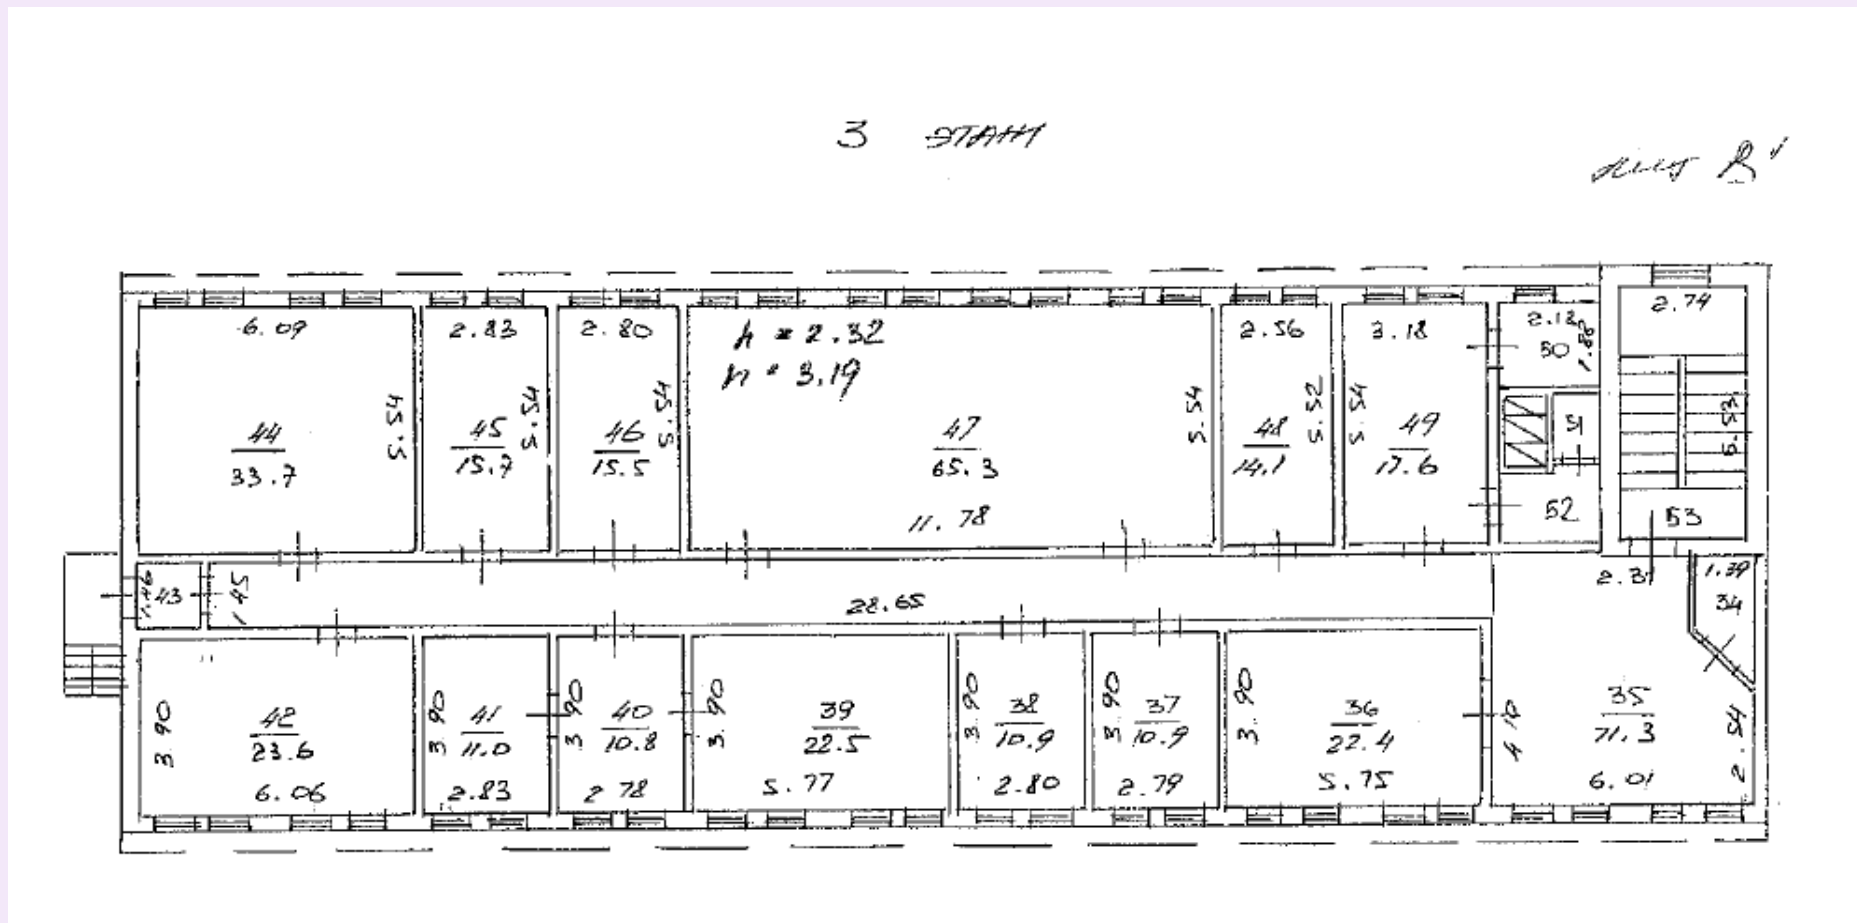 3 ЭТАЖ
лит В'
2.74
6.09 2.83 2.80 h = 2.32 2.56 3.18 2.18
h = 3.19
50 1.88
5.54 5.54 5.54 5.54 5.52 5.54 5.53
44 45 46 47 48 49 51
33.7 15.7 15.5 65.3 14.1 17.6
11.78 52 53
1.46 43 1.45 28.65 2.31 1.39
34
3.90 3.90 3.90 3.90 3.90 3.90 3.90 4.10 2.54
42 41 40 39 38 37 36 35
23.6 11.0 10.8 22.5 10.9 10.9 22.4 71.3
6.06 2.83 2.78 5.77 2.80 2.79 5.75 6.01